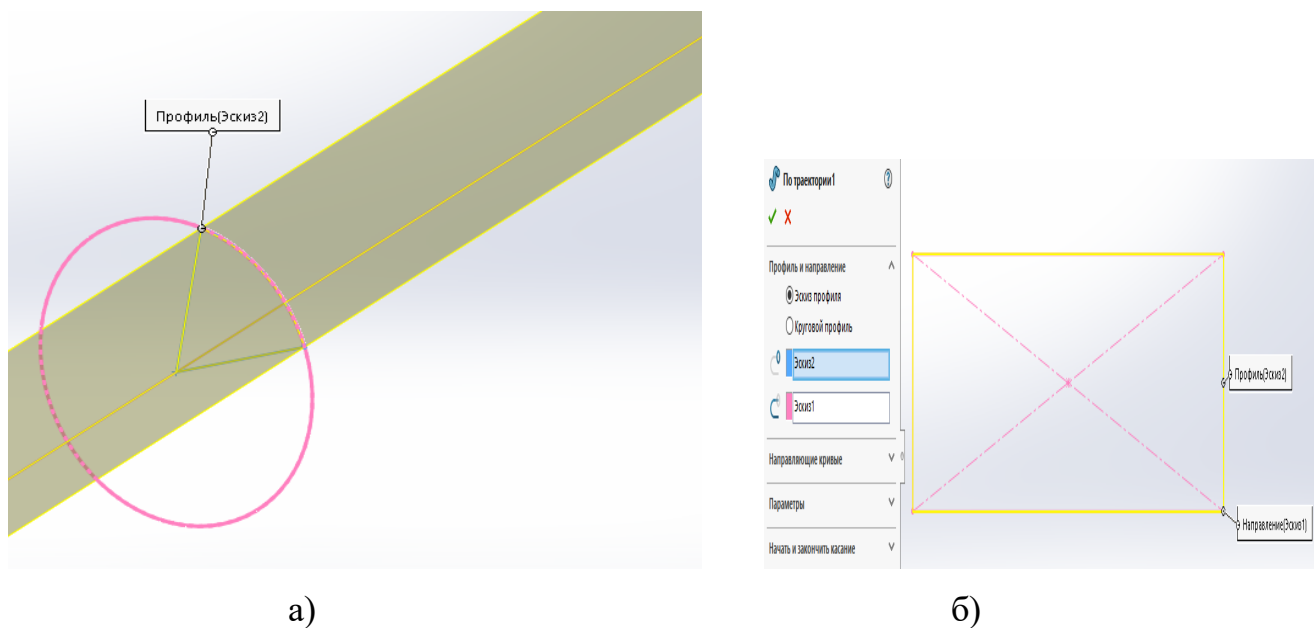 Профиль(Эскиз2)
По траектории1
Профиль и направление
Эскиз профиля
Круговой профиль
Эскиз2
Эскиз1
Направляющие кривые
Параметры
Начать и закончить касание
Профиль(Эскиз2)
Направление(Эскиз1)
а)
б)